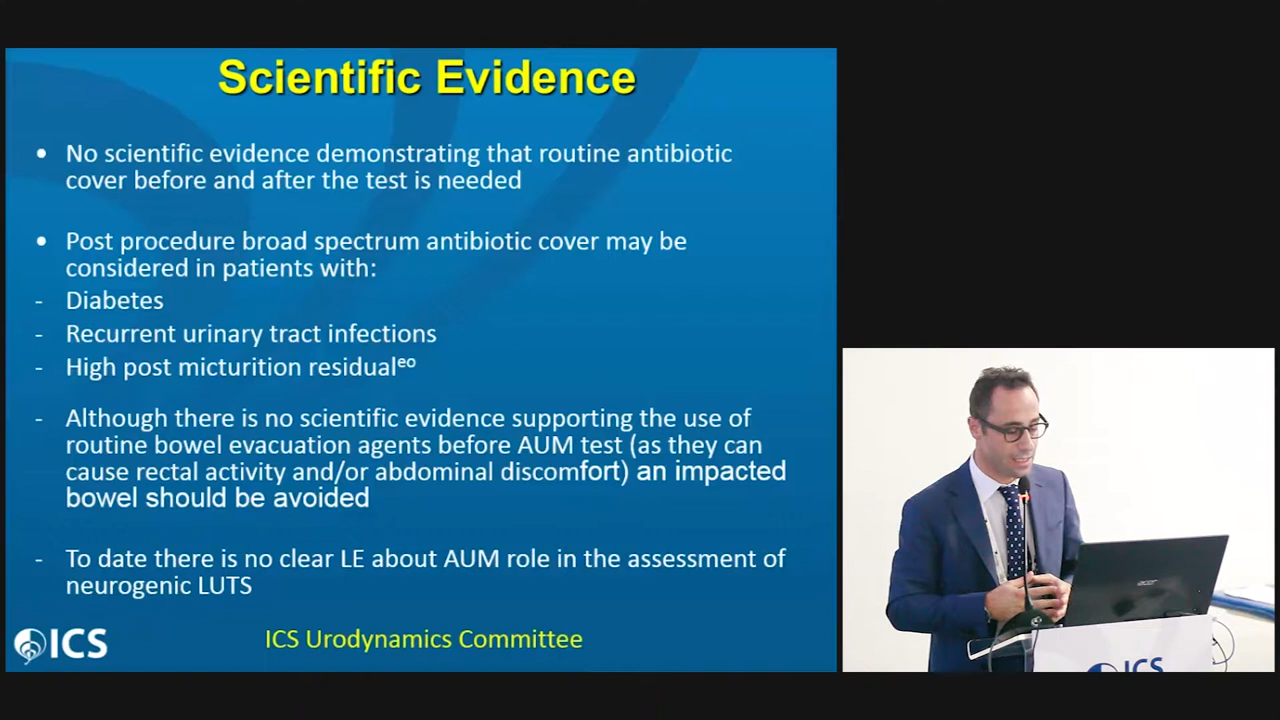 Scientific Evidence
• No scientific evidence demonstrating that routine antibiotic
cover before and after the test is needed
• Post procedure broad spectrum antibiotic cover may be
considered in patients with:
- Diabetes
- Recurrent urinary tract infections
- High post micturition residualᵉᵒ
- Although there is no scientific evidence supporting the use of
routine bowel evacuation agents before AUM test (as they can
cause rectal activity and/or abdominal discomfort) an impacted
bowel should be avoided
- To date there is no clear LE about AUM role in the assessment of
neurogenic LUTS
ICS
ICS Urodynamics Committee
acer
ICS